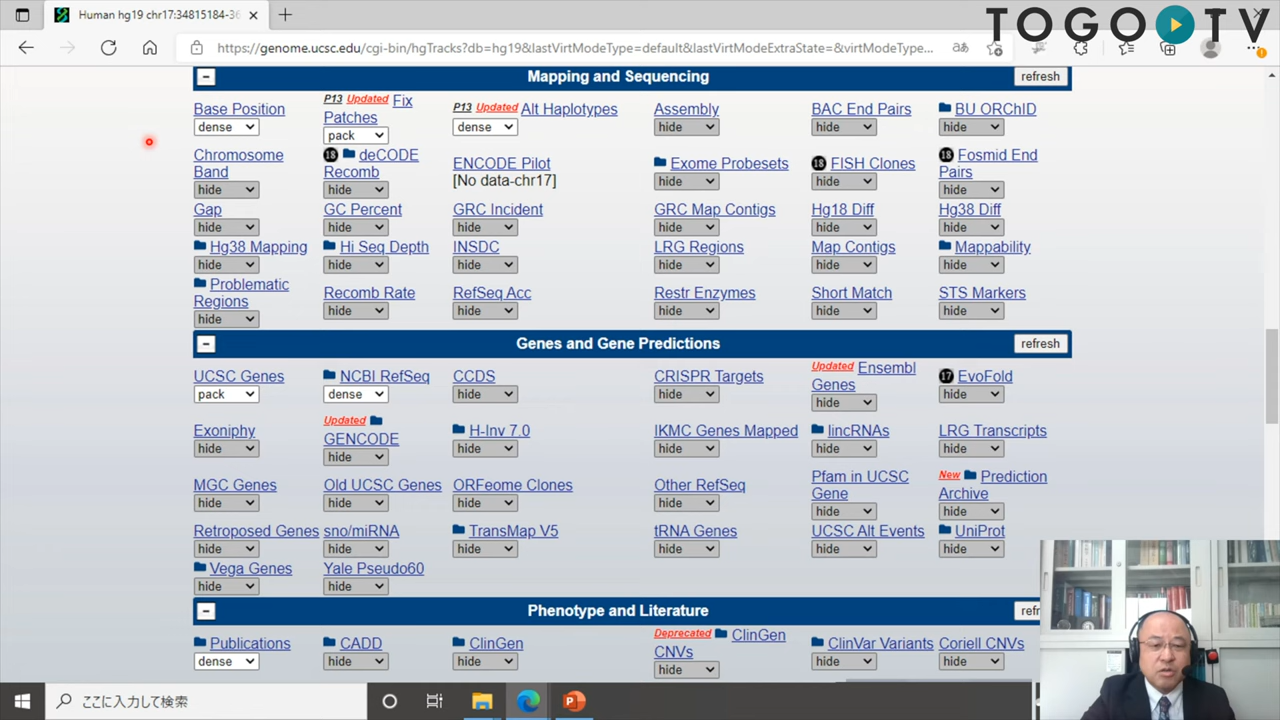 Human hg19 chr17:34815184-36
TOGO TV
https://genome.ucsc.edu/cgi-bin/hgTracks?db=hg19&lastVirtModeType=default&lastVirtModeExtraState=&virtModeType...
Mapping and Sequencing
refresh
Base Position
dense
P13 Updated Fix Patches
pack
P13 Updated Alt Haplotypes
dense
Assembly
hide
BAC End Pairs
hide
BU ORChID
hide
Chromosome Band
hide
18 deCODE Recomb
hide
ENCODE Pilot
[No data-chr17]
Exome Probesets
hide
18 FISH Clones
hide
18 Fosmid End Pairs
hide
Gap
hide
GC Percent
hide
GRC Incident
hide
GRC Map Contigs
hide
Hg18 Diff
hide
Hg38 Diff
hide
Hg38 Mapping
hide
Hi Seq Depth
hide
INSDC
hide
LRG Regions
hide
Map Contigs
hide
Mappability
hide
Problematic Regions
hide
Recomb Rate
hide
RefSeq Acc
hide
Restr Enzymes
hide
Short Match
hide
STS Markers
hide
Genes and Gene Predictions
refresh
UCSC Genes
pack
NCBI RefSeq
dense
CCDS
hide
CRISPR Targets
hide
Updated Ensembl Genes
hide
17 EvoFold
hide
Exoniphy
hide
Updated GENCODE
hide
H-Inv 7.0
hide
IKMC Genes Mapped
hide
lincRNAs
hide
LRG Transcripts
hide
MGC Genes
hide
Old UCSC Genes
hide
ORFeome Clones
hide
Other RefSeq
hide
Pfam in UCSC Gene
hide
New Prediction Archive
hide
Retroposed Genes
hide
sno/miRNA
hide
TransMap V5
hide
tRNA Genes
hide
UCSC Alt Events
hide
UniProt
hide
Vega Genes
hide
Yale Pseudo60
hide
Phenotype and Literature
refr
Publications
dense
CADD
hide
ClinGen
hide
Deprecated ClinGen CNVs
hide
ClinVar Variants
hide
Coriell CNVs
hide
ここに入力して検索